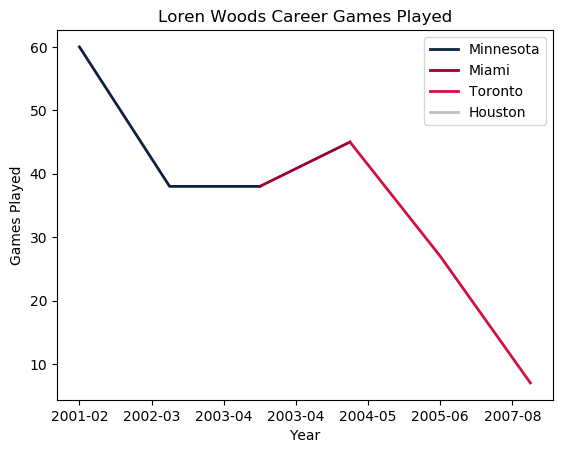 Loren Woods Career Games Played
60
50
40
30
20
10
Games Played
Minnesota
Miami
Toronto
Houston
2001-02 2002-03 2003-04 2003-04 2004-05 2005-06 2007-08
Year